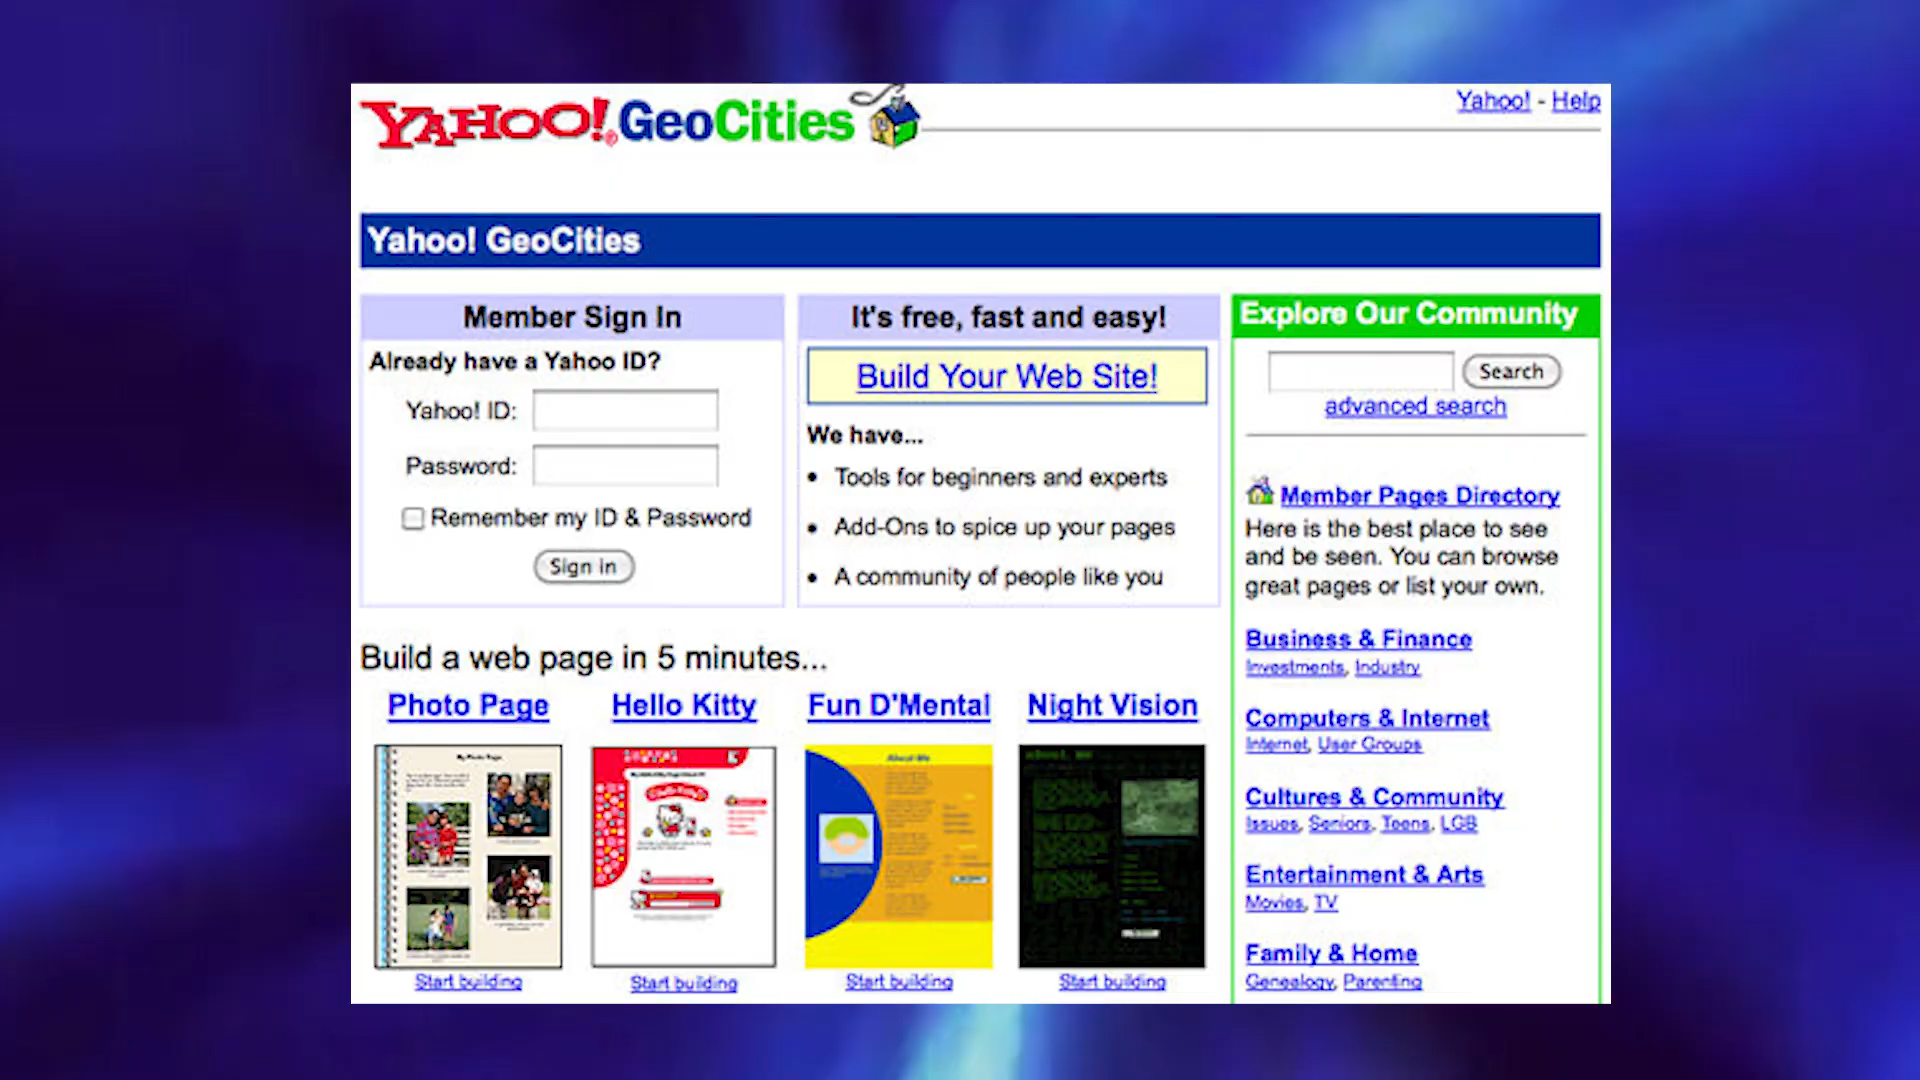 YAHOO! GeoCities
Yahoo! - Help
Yahoo! GeoCities
Member Sign In
Already have a Yahoo ID?
Yahoo! ID:
Password:
Remember my ID & Password
Sign in
It's free, fast and easy!
Build Your Web Site!
We have...
• Tools for beginners and experts
• Add-Ons to spice up your pages
• A community of people like you
Explore Our Community
Search
advanced search
Member Pages Directory
Here is the best place to see
and be seen. You can browse
great pages or list your own.
Business & Finance
Investments, Industry
Computers & Internet
Internet, User Groups
Cultures & Community
Issues, Seniors, Teens, LGB
Entertainment & Arts
Movies, TV
Family & Home
Genealogy, Parenting
Build a web page in 5 minutes...
Photo Page
Hello Kitty
Fun D'Mental
Night Vision
My Photo Page
About Me
Start building
Start building
Start building
Start building